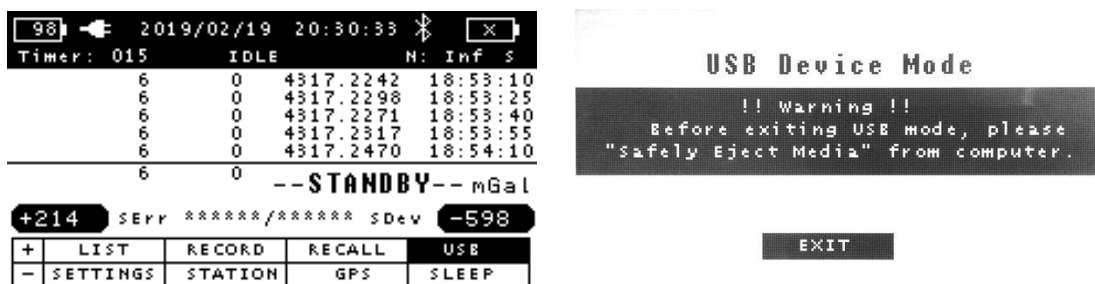 98 2019/02/19 20:30:33 X
Timer: 015 IDLE N: Inf S
6 0 4317.2242 18:53:10
6 0 4317.2298 18:53:25
6 0 4317.2271 18:53:40
6 0 4317.2317 18:53:55
6 0 4317.2470 18:54:10
6 0 --STANDBY-- mGal
+214 SErr ******/****** SDev -598
+ LIST RECORD RECALL USB
- SETTINGS STATION GPS SLEEP
USB Device Mode
!! Warning !!
Before exiting USB mode, please
"Safely Eject Media" from computer.
EXIT